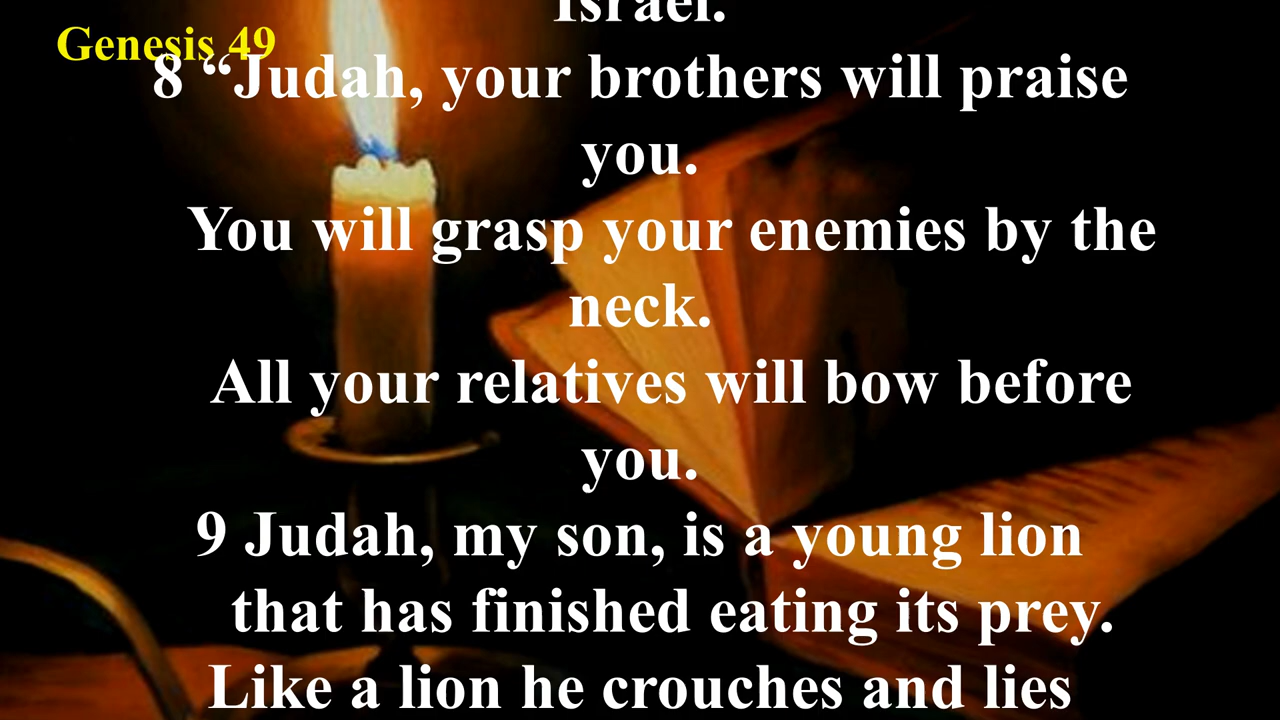 Israel.
Genesis 49
8 “Judah, your brothers will praise
you.
You will grasp your enemies by the
neck.
All your relatives will bow before
you.
9 Judah, my son, is a young lion
that has finished eating its prey.
Like a lion he crouches and lies